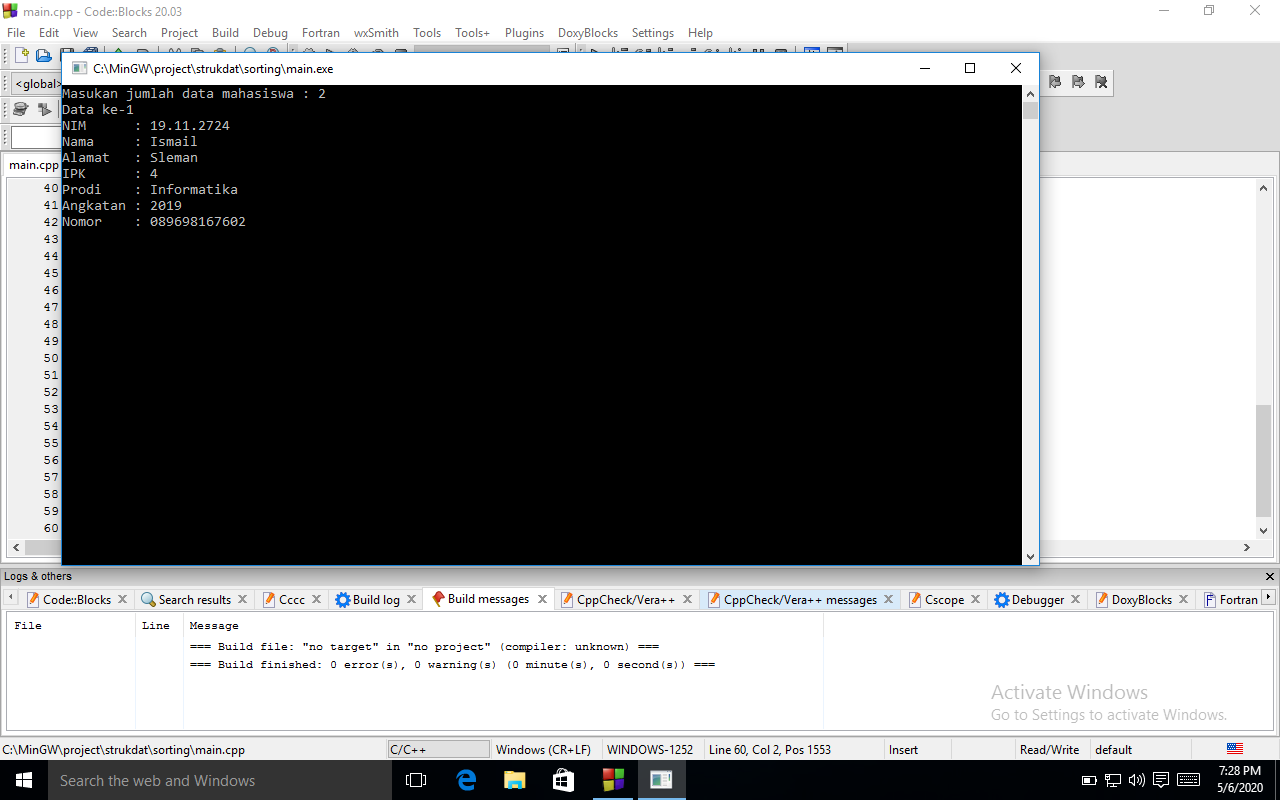 main.cpp - Code::Blocks 20.03
File Edit View Search Project Build Debug Fortran wxSmith Tools Tools+ Plugins DoxyBlocks Settings Help
<global>
C:\MinGW\project\strukdat\sorting\main.exe
Masukan jumlah data mahasiswa : 2
Data ke-1
NIM : 19.11.2724
Nama : Ismail
Alamat : Sleman
IPK : 4
Prodi : Informatika
Angkatan : 2019
Nomor : 089698167602
main.cpp
40
41
42
43
44
45
46
47
48
49
50
51
52
53
54
55
56
57
58
59
60
Logs & others
Code::Blocks Search results Cccc Build log Build messages CppCheck/Vera++ CppCheck/Vera++ messages Cscope Debugger DoxyBlocks Fortran
File Line Message
=== Build file: "no target" in "no project" (compiler: unknown) ===
=== Build finished: 0 error(s), 0 warning(s) (0 minute(s), 0 second(s)) ===
Activate Windows
Go to Settings to activate Windows.
C:\MinGW\project\strukdat\sorting\main.cpp C/C++ Windows (CR+LF) WINDOWS-1252 Line 60, Col 2, Pos 1553 Insert Read/Write default
Search the web and Windows
7:28 PM
5/6/2020